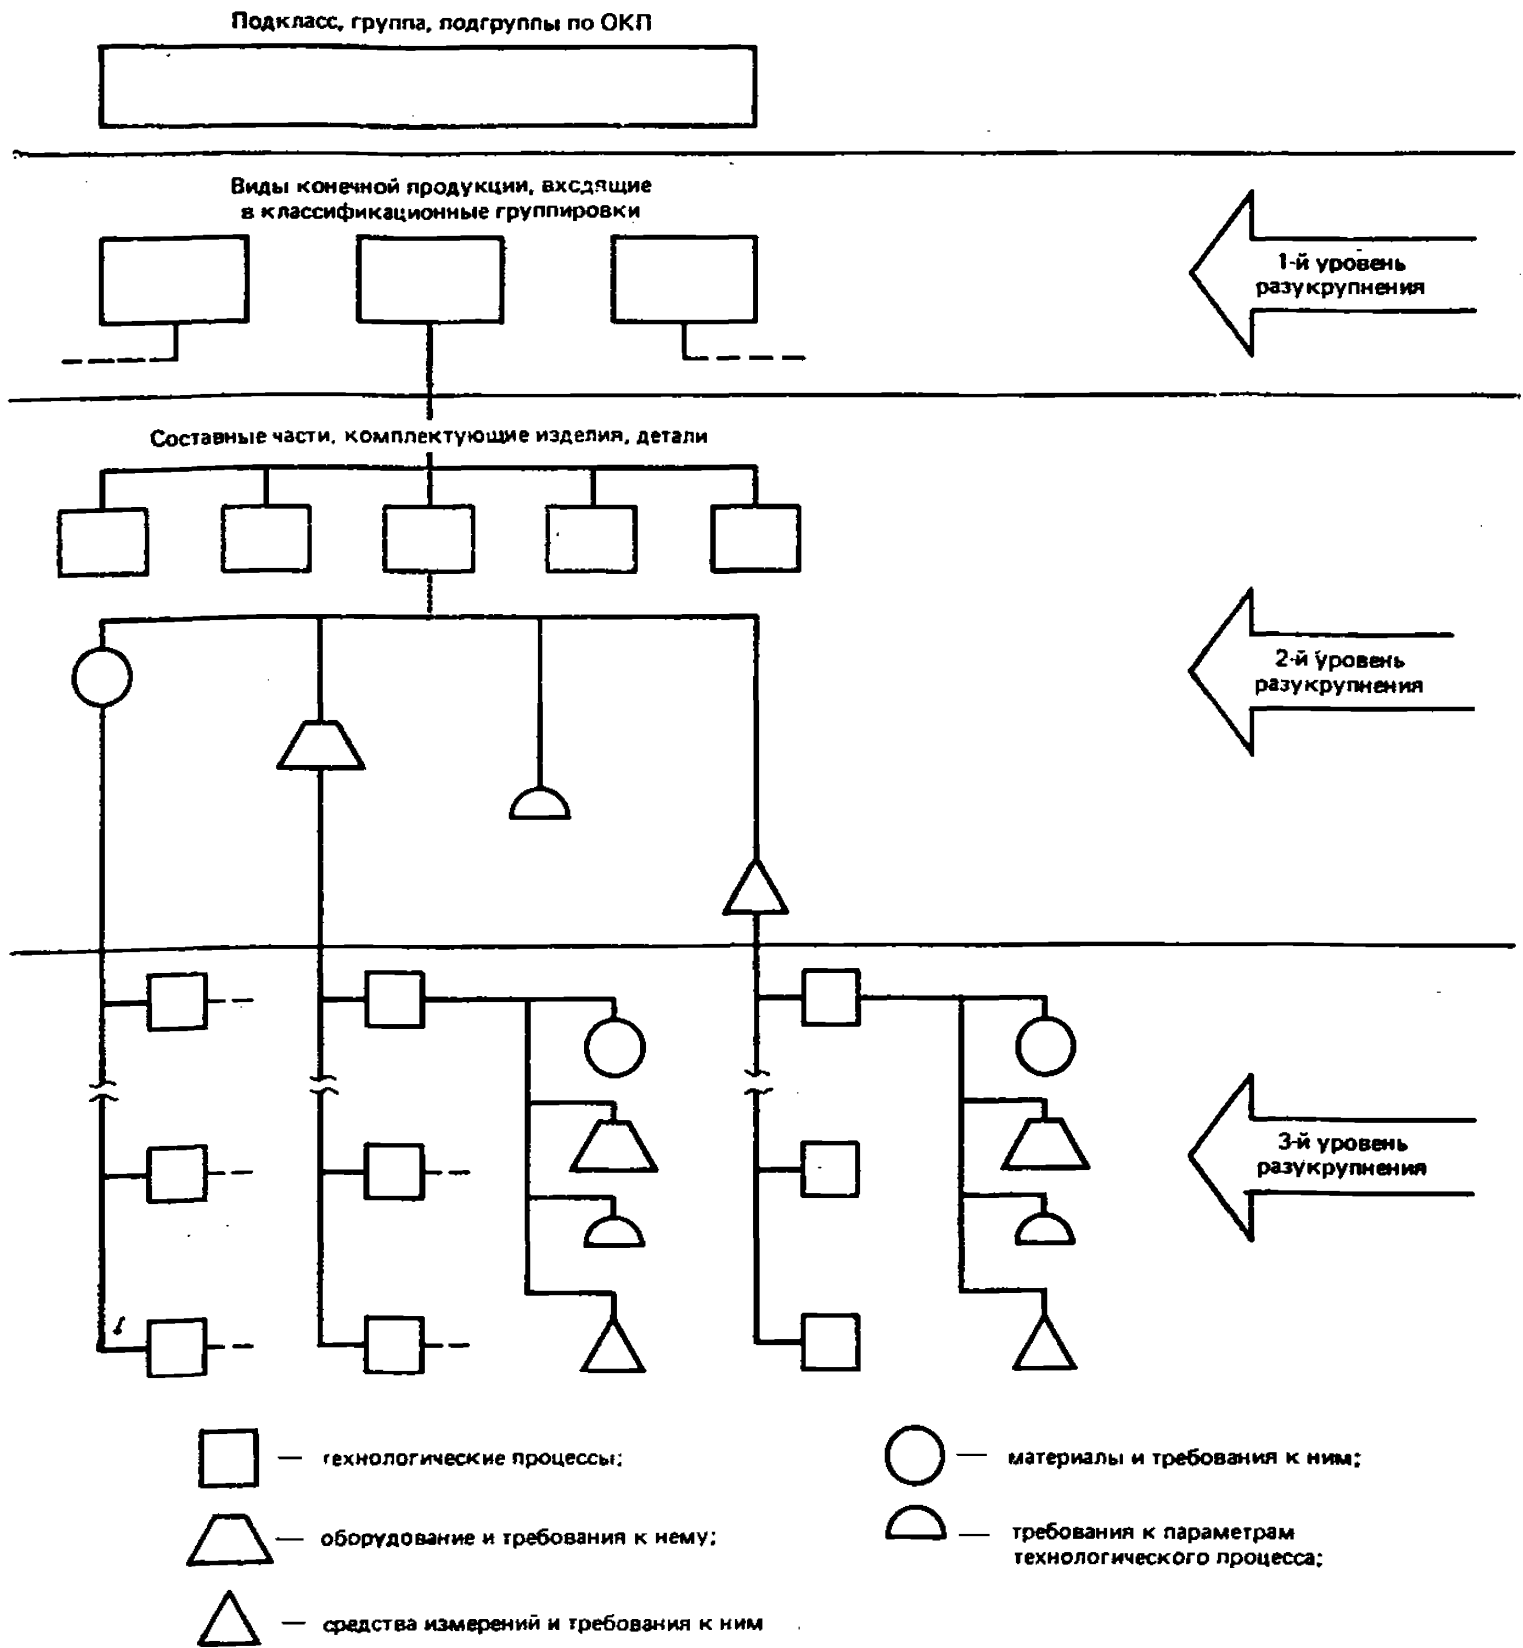 Подкласс, группа, подгруппы по ОКП
Виды конечной продукции, входящие
в классификационные группировки
1-й уровень
разукрупнения
Составные части, комплектующие изделия, детали
2-й уровень
разукрупнения
3-й уровень
разукрупнения
— технологические процессы;
— материалы и требования к ним;
— оборудование и требования к нему;
— требования к параметрам
технологического процесса;
— средства измерений и требования к ним